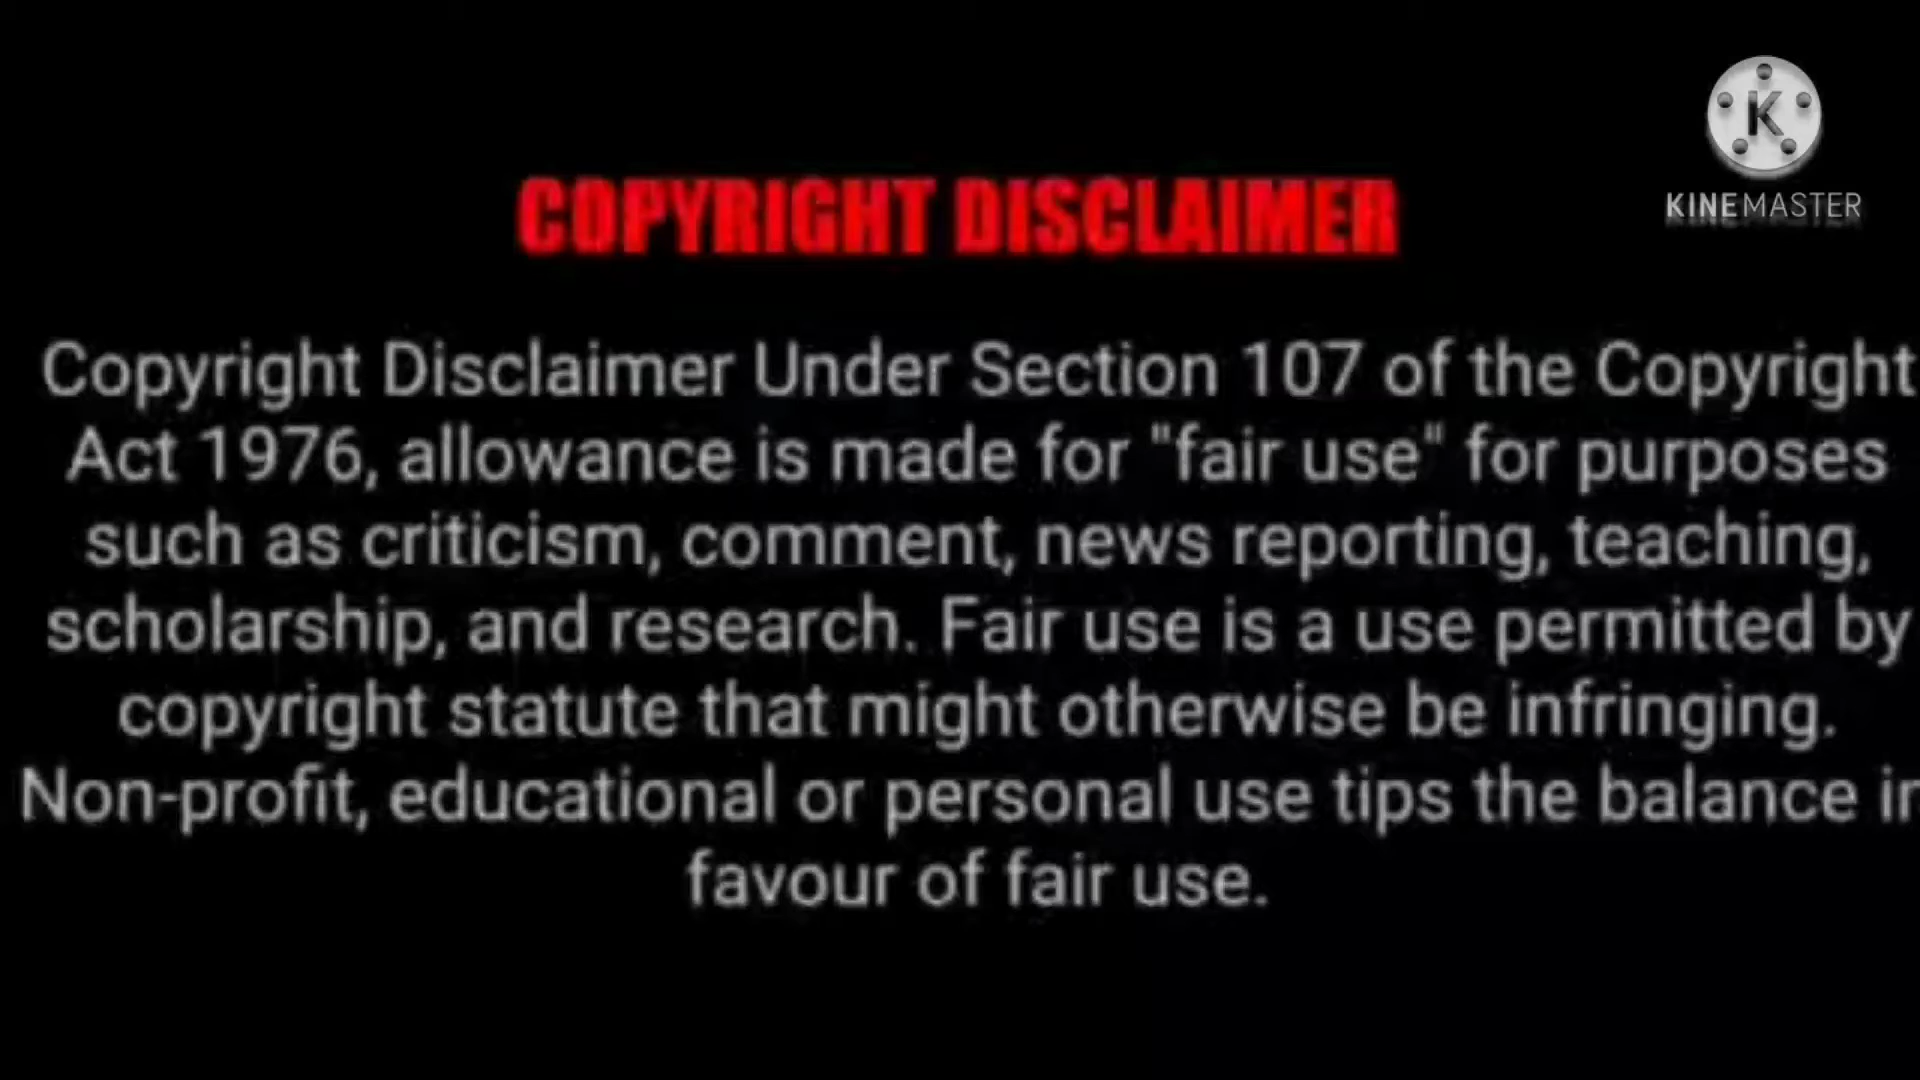 K
KINEMASTER
COPYRIGHT DISCLAIMER
Copyright Disclaimer Under Section 107 of the Copyright
Act 1976, allowance is made for "fair use" for purposes
such as criticism, comment, news reporting, teaching,
scholarship, and research. Fair use is a use permitted by
copyright statute that might otherwise be infringing.
Non-profit, educational or personal use tips the balance in
favour of fair use.